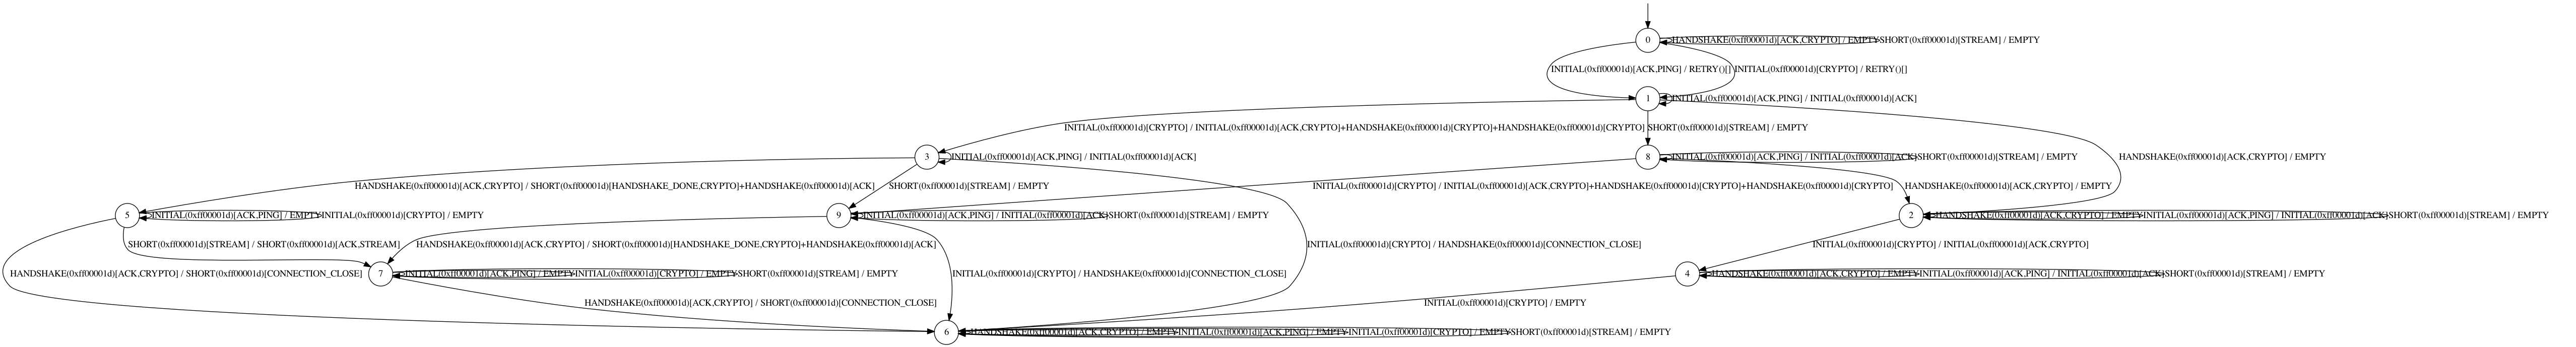 0
HANDSHAKE(0xff00001d)[ACK,CRYPTO] / EMPTY
SHORT(0xff00001d)[STREAM] / EMPTY
INITIAL(0xff00001d)[ACK,PING] / RETRY()[]
INITIAL(0xff00001d)[CRYPTO] / RETRY()[]
1
INITIAL(0xff00001d)[ACK,PING] / INITIAL(0xff00001d)[ACK]
INITIAL(0xff00001d)[CRYPTO] / INITIAL(0xff00001d)[ACK,CRYPTO]+HANDSHAKE(0xff00001d)[CRYPTO]+HANDSHAKE(0xff00001d)[CRYPTO]
SHORT(0xff00001d)[STREAM] / EMPTY
3
INITIAL(0xff00001d)[ACK,PING] / INITIAL(0xff00001d)[ACK]
8
INITIAL(0xff00001d)[ACK,PING] / INITIAL(0xff00001d)[ACK]
SHORT(0xff00001d)[STREAM] / EMPTY
HANDSHAKE(0xff00001d)[ACK,CRYPTO] / EMPTY
HANDSHAKE(0xff00001d)[ACK,CRYPTO] / SHORT(0xff00001d)[HANDSHAKE_DONE,CRYPTO]+HANDSHAKE(0xff00001d)[ACK]
SHORT(0xff00001d)[STREAM] / EMPTY
INITIAL(0xff00001d)[CRYPTO] / INITIAL(0xff00001d)[ACK,CRYPTO]+HANDSHAKE(0xff00001d)[CRYPTO]+HANDSHAKE(0xff00001d)[CRYPTO]
HANDSHAKE(0xff00001d)[ACK,CRYPTO] / EMPTY
5
INITIAL(0xff00001d)[ACK,PING] / EMPTY
INITIAL(0xff00001d)[CRYPTO] / EMPTY
9
INITIAL(0xff00001d)[ACK,PING] / INITIAL(0xff00001d)[ACK]
SHORT(0xff00001d)[STREAM] / EMPTY
2
HANDSHAKE(0xff00001d)[ACK,CRYPTO] / EMPTY
INITIAL(0xff00001d)[ACK,PING] / INITIAL(0xff00001d)[ACK]
SHORT(0xff00001d)[STREAM] / EMPTY
SHORT(0xff00001d)[STREAM] / SHORT(0xff00001d)[ACK,STREAM]
HANDSHAKE(0xff00001d)[ACK,CRYPTO] / SHORT(0xff00001d)[HANDSHAKE_DONE,CRYPTO]+HANDSHAKE(0xff00001d)[ACK]
INITIAL(0xff00001d)[CRYPTO] / HANDSHAKE(0xff00001d)[CONNECTION_CLOSE]
INITIAL(0xff00001d)[CRYPTO] / INITIAL(0xff00001d)[ACK,CRYPTO]
HANDSHAKE(0xff00001d)[ACK,CRYPTO] / SHORT(0xff00001d)[CONNECTION_CLOSE]
7
INITIAL(0xff00001d)[ACK,PING] / EMPTY
INITIAL(0xff00001d)[CRYPTO] / EMPTY
SHORT(0xff00001d)[STREAM] / EMPTY
INITIAL(0xff00001d)[CRYPTO] / HANDSHAKE(0xff00001d)[CONNECTION_CLOSE]
4
HANDSHAKE(0xff00001d)[ACK,CRYPTO] / EMPTY
INITIAL(0xff00001d)[ACK,PING] / INITIAL(0xff00001d)[ACK]
SHORT(0xff00001d)[STREAM] / EMPTY
HANDSHAKE(0xff00001d)[ACK,CRYPTO] / SHORT(0xff00001d)[CONNECTION_CLOSE]
INITIAL(0xff00001d)[CRYPTO] / EMPTY
6
HANDSHAKE(0xff00001d)[ACK,CRYPTO] / EMPTY
INITIAL(0xff00001d)[ACK,PING] / EMPTY
INITIAL(0xff00001d)[CRYPTO] / EMPTY
SHORT(0xff00001d)[STREAM] / EMPTY